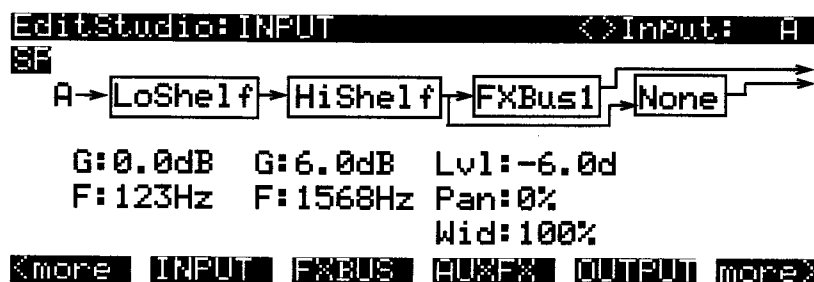 EditStudio:INPUT <>Input: A
SP
A LoShelf HiShelf FXBus1 None
G:0.0dB G:6.0dB Lvl:-6.0d
F:123Hz F:1568Hz Pan:0%
Wid:100%
<more INPUT FXBUS AUXFX OUTPUT more>